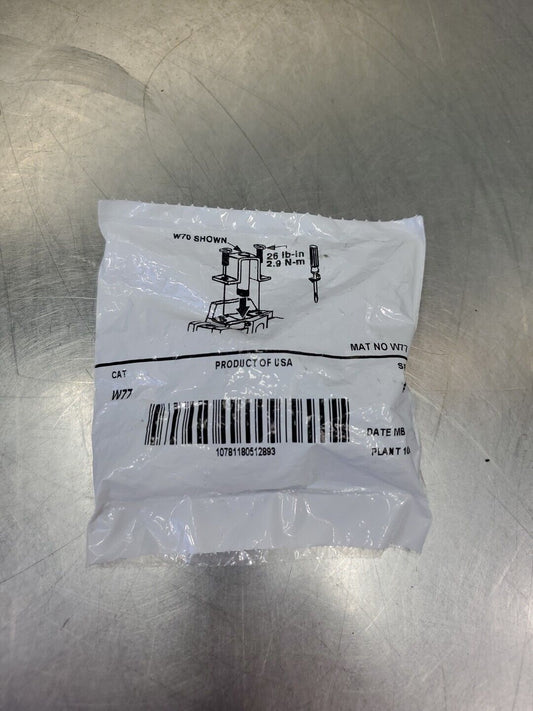 W70 SHOWN
26 lb-in
2.9 N-m
MAT NO W77
PRODUCT OF USA
CAT
W77
DATE MB
PLANT 10
10781180512893